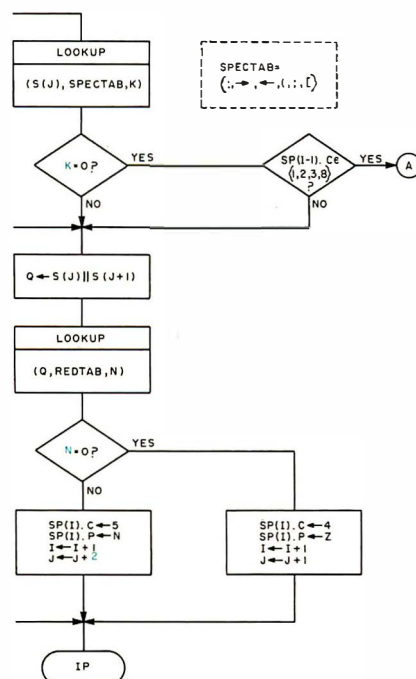 LOOKUP
(S(J), SPECTAB,K)
SPECTAB=
(;,→,←,(,:,[)
K=0?
YES
NO
SP(I-1). Cϵ
(1,2,3,8)
?
YES
A
NO
Q←S(J)||S(J+1)
LOOKUP
(Q,REDTAB,N)
N=0?
YES
NO
SP(I).C←5
SP(I).P←N
I←I+1
J←J+2
SP(I).C←4
SP(I).P←Z
I←I+1
J←J+1
IP